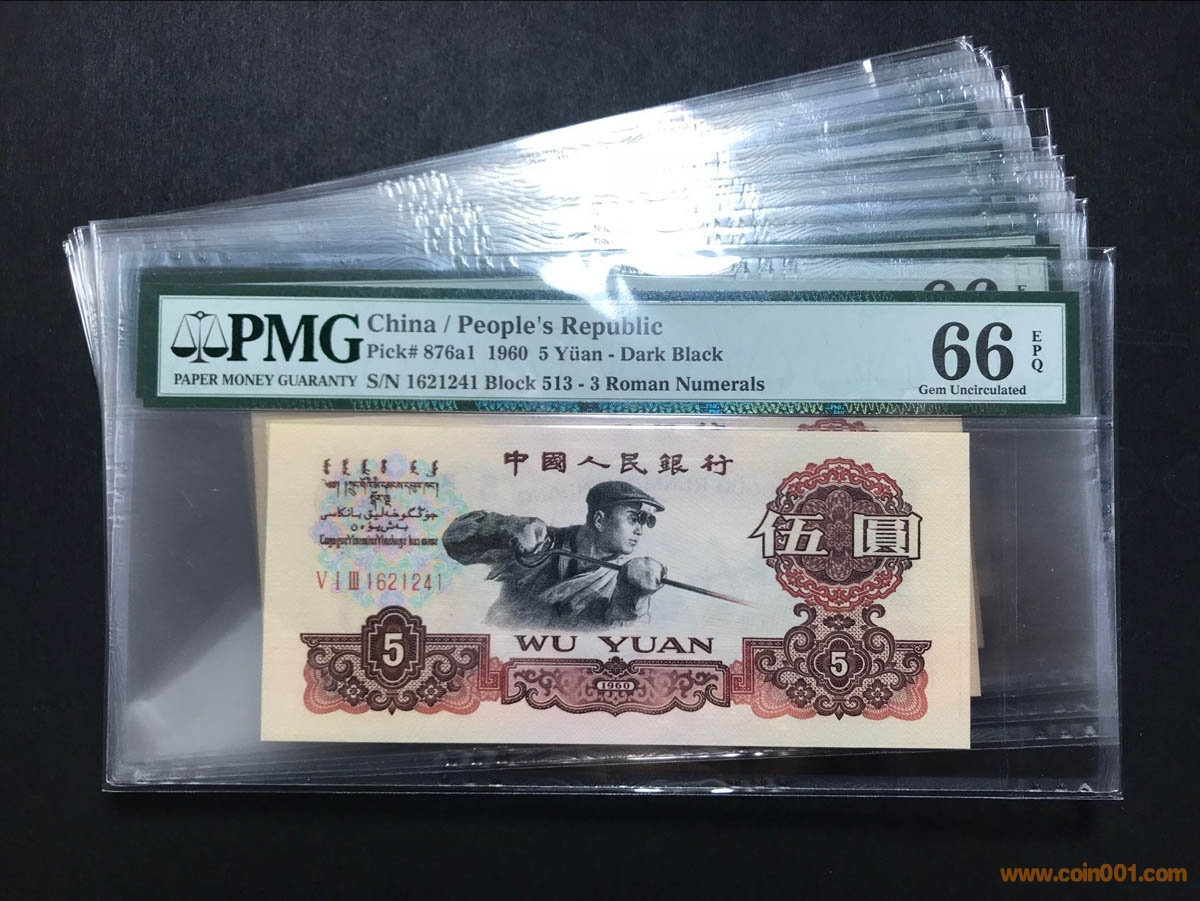 66
E
PMG
PAPER MONEY GUARANTY
China / People's Republic
Pick# 876a1 1960 5 Yüan - Dark Black
S/N 1621241 Block 513 - 3 Roman Numerals
66
EPQ
Gem Uncirculated
中國人民銀行
伍圓
V I III 1621241
WU YUAN
5
1960
5
www.coin001.com